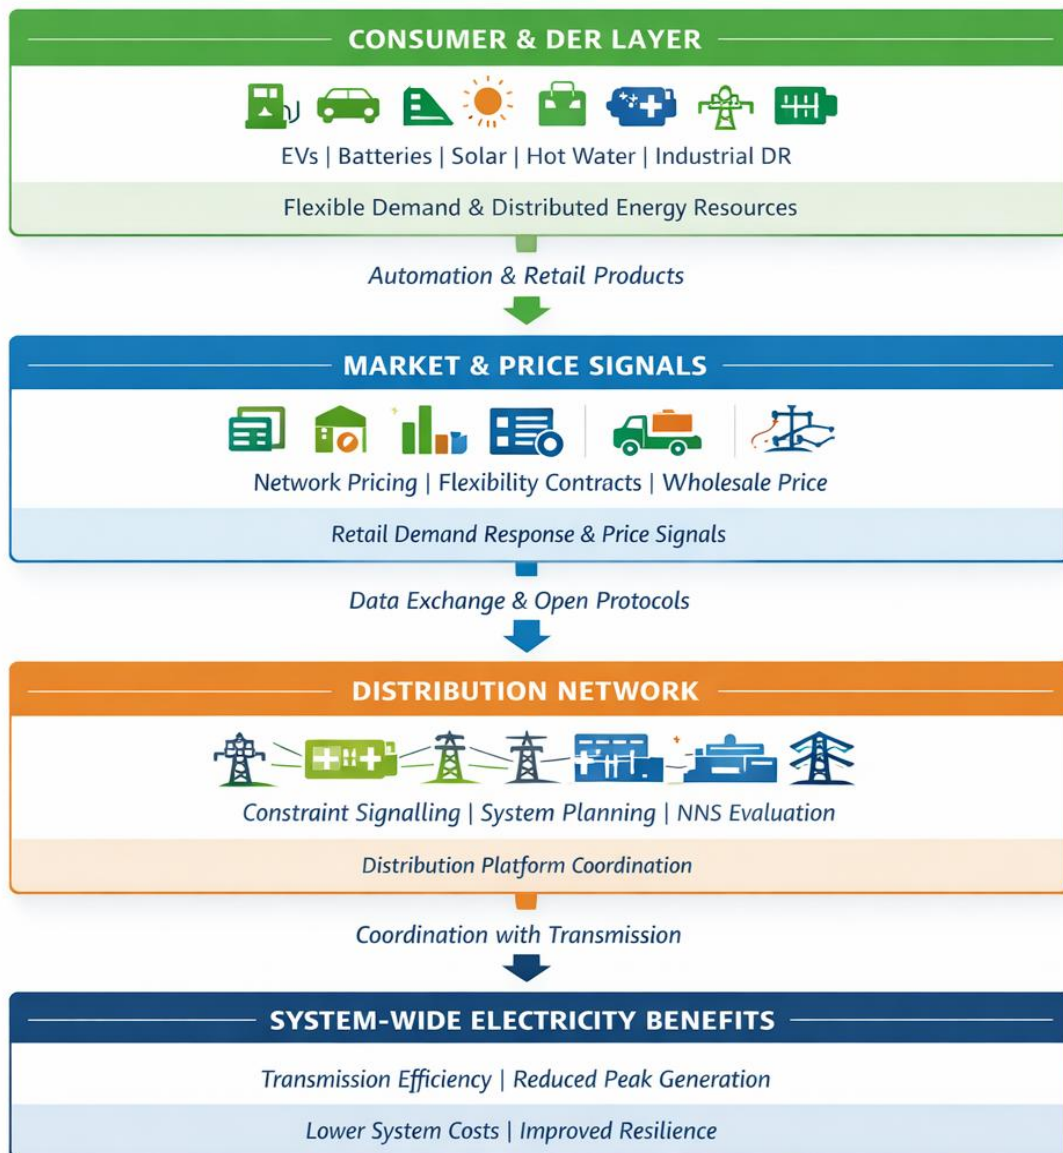 CONSUMER & DER LAYER
EVs | Batteries | Solar | Hot Water | Industrial DR
Flexible Demand & Distributed Energy Resources
Automation & Retail Products
MARKET & PRICE SIGNALS
Network Pricing | Flexibility Contracts | Wholesale Price
Retail Demand Response & Price Signals
Data Exchange & Open Protocols
DISTRIBUTION NETWORK
Constraint Signalling | System Planning | NNS Evaluation
Distribution Platform Coordination
Coordination with Transmission
SYSTEM-WIDE ELECTRICITY BENEFITS
Transmission Efficiency | Reduced Peak Generation
Lower System Costs | Improved Resilience